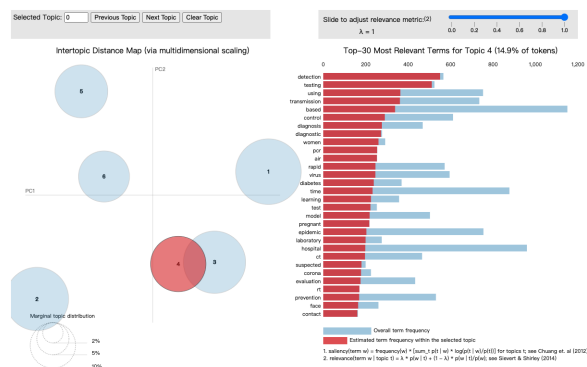 Selected Topic: 0 Previous Topic Next Topic Clear Topic
Slide to adjust relevance metric:(2)
λ = 1
0.0 0.2 0.4 0.6 0.8 1.0
Intertopic Distance Map (via multidimensional scaling)
PC2
PC1
5
6
1
4
3
2
Marginal topic distribution
2%
5%
10%
Top-30 Most Relevant Terms for Topic 4 (14.9% of tokens)
0 200 400 600 800 1,000 1,200
detection
testing
using
transmission
based
control
diagnosis
diagnostic
women
pcr
air
rapid
virus
diabetes
time
learning
test
model
pregnant
epidemic
laboratory
hospital
ct
suspected
corona
evaluation
rt
prevention
face
contact
Overall term frequency
Estimated term frequency within the selected topic
1. saliency(term w) = frequency(w) * [sum_t p(t | w) * log(p(t | w)/p(t))] for topics t; see Chuang et. al (2012)
2. relevance(term w | topic t) = λ * p(w | t) + (1 - λ) * p(w | t)/p(w); see Sievert & Shirley (2014)